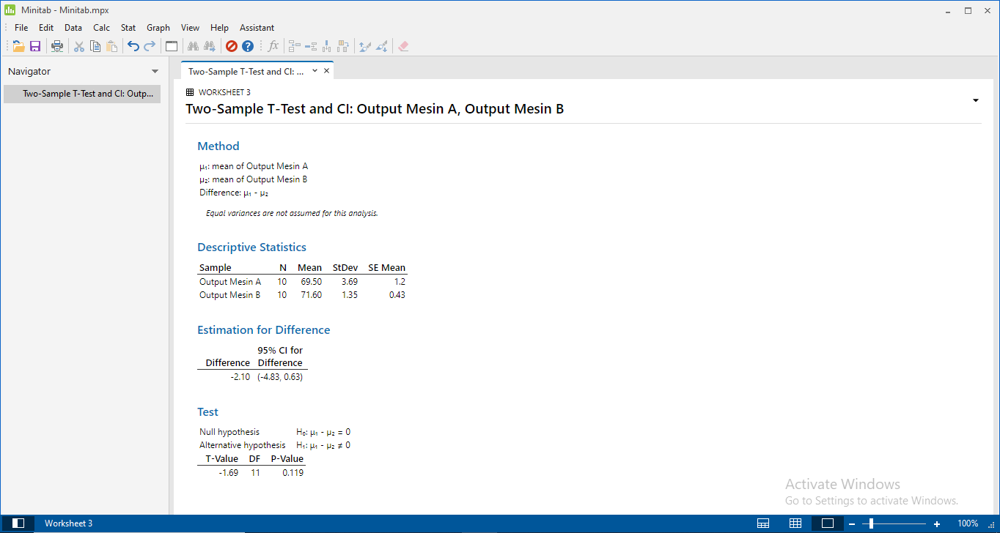 Minitab - Minitab.mpx
File Edit Data Calc Stat Graph View Help Assistant
fx
Navigator
Two-Sample T-Test and CI: Outp...
Two-Sample T-Test and CI: ...
WORKSHEET 3
Two-Sample T-Test and CI: Output Mesin A, Output Mesin B
Method
μ₁: mean of Output Mesin A
μ₂: mean of Output Mesin B
Difference: μ₁ - μ₂
Equal variances are not assumed for this analysis.
Descriptive Statistics
Sample N Mean StDev SE Mean
Output Mesin A 10 69.50 3.69 1.2
Output Mesin B 10 71.60 1.35 0.43
Estimation for Difference
95% CI for
Difference Difference
-2.10 (-4.83, 0.63)
Test
Null hypothesis H₀: μ₁ - μ₂ = 0
Alternative hypothesis H₁: μ₁ - μ₂ ≠ 0
T-Value DF P-Value
-1.69 11 0.119
Activate Windows
Go to Settings to activate Windows.
Worksheet 3
100%